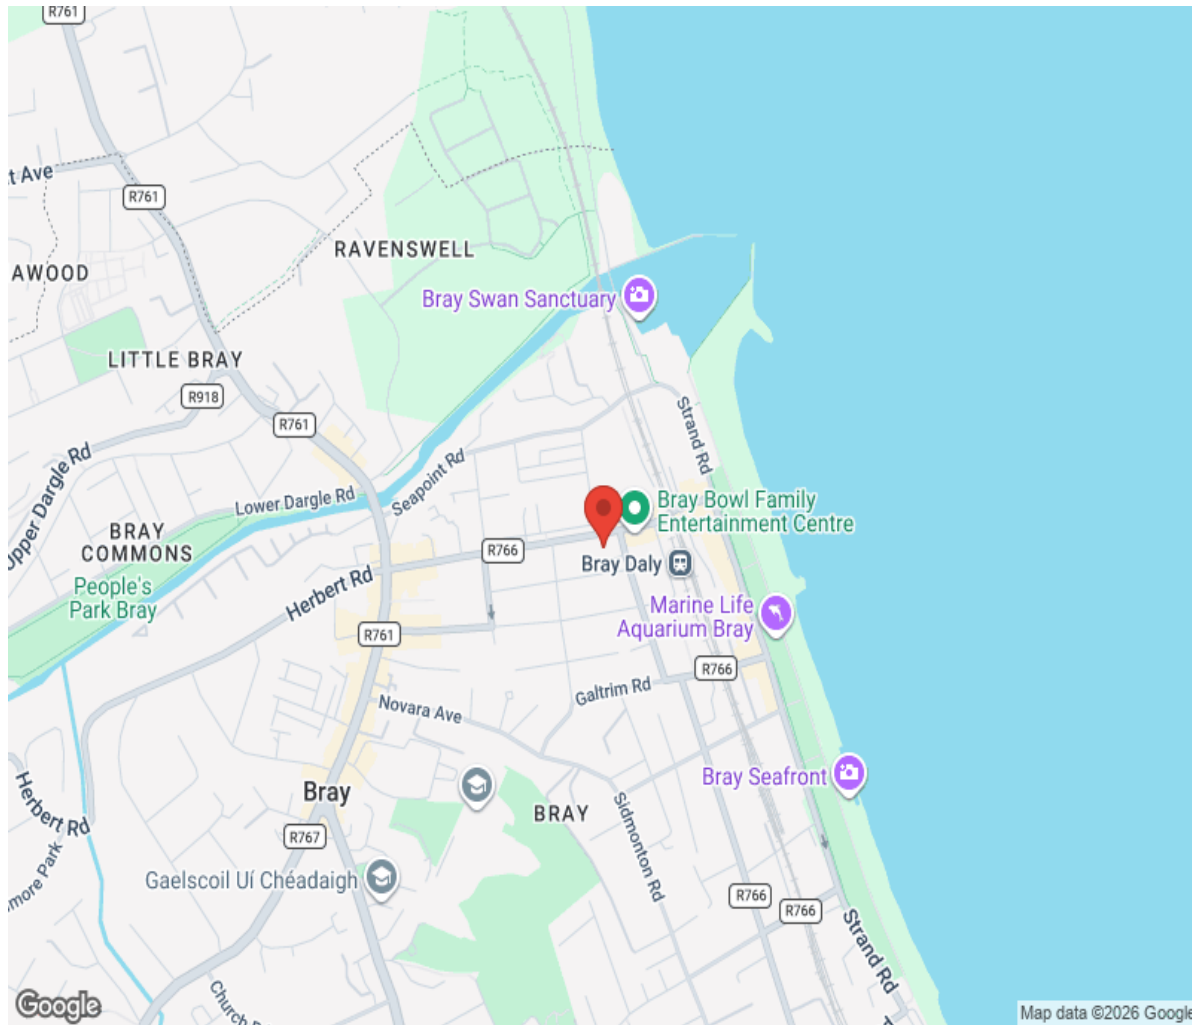 R761
t Ave
R761
RAVENSWELL
AWOOD
Bray Swan Sanctuary
LITTLE BRAY
R918
R761
Strand Rd
Upper Dargle Rd
Seapoint Rd
Lower Dargle Rd
Bray Bowl Family
Entertainment Centre
BRAY
COMMONS
R766
Bray Daly
People's
Park Bray
Herbert Rd
Marine Life
Aquarium Bray
R761
R766
Galtrim Rd
Novara Ave
Bray Seafront
Bray
Herbert Rd
BRAY
Sidmonton Rd
R767
more Park
Gaelscoil Uí Chéadaigh
R766
R766
Strand Rd
Church
Google
Map data ©2026 Google